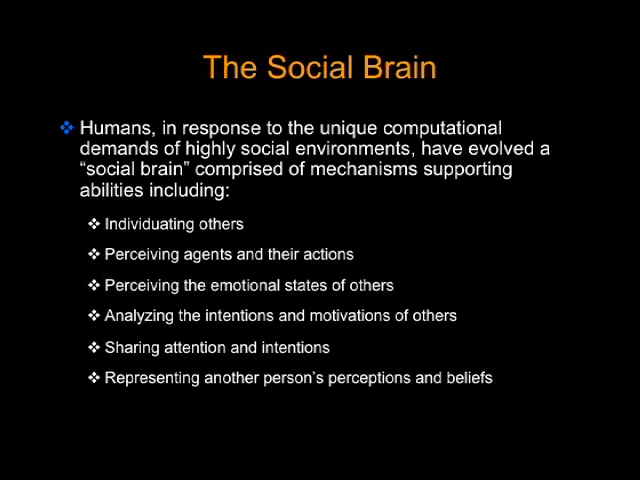 The Social Brain
❖ Humans, in response to the unique computational
demands of highly social environments, have evolved a
“social brain” comprised of mechanisms supporting
abilities including:
❖ Individuating others
❖ Perceiving agents and their actions
❖ Perceiving the emotional states of others
❖ Analyzing the intentions and motivations of others
❖ Sharing attention and intentions
❖ Representing another person’s perceptions and beliefs